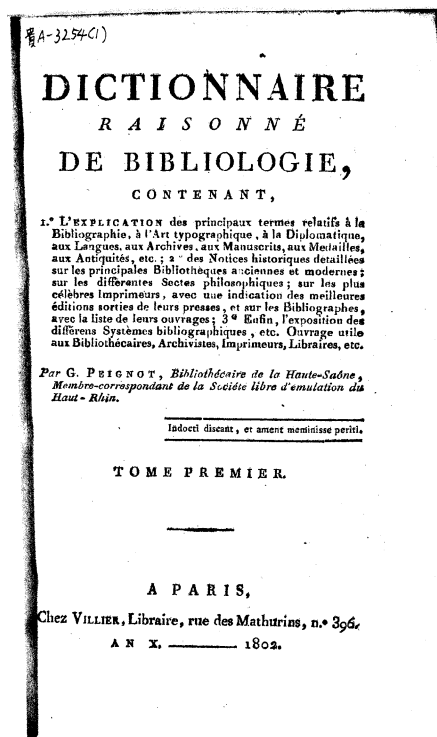 貴A-3254(1)
DICTIONNAIRE
RAISONNÉ
DE BIBLIOLOGIE,
CONTENANT,
1.° L'EXPLICATION des principaux termes relatifs à la
Bibliographie, à l'Art typographique, à la Diplomatique,
aux Langues, aux Archives, aux Manuscrits, aux Médailles,
aux Antiquités, etc.; 2° des Notices historiques détaillées
sur les principales Bibliothèques anciennes et modernes;
sur les différentes Sectes philosophiques; sur les plus
célèbres Imprimeurs, avec une indication des meilleures
éditions sorties de leurs presses, et sur les Bibliographes,
avec la liste de leurs ouvrages; 3° Enfin, l'exposition des
différens Systèmes bibliographiques, etc. Ouvrage utile
aux Bibliothécaires, Archivistes, Imprimeurs, Libraires, etc.
Par G. PEIGNOT, Bibliothécaire de la Haute-Saône,
Membre-correspondant de la Société libre d'emulation du
Haut-Rhin.
Indocti discant, et ament meminisse periti.
TOME PREMIER.
A PARIS,
Chez VILLIER, Libraire, rue des Mathurins, n.° 396.
AN X. — 1802.